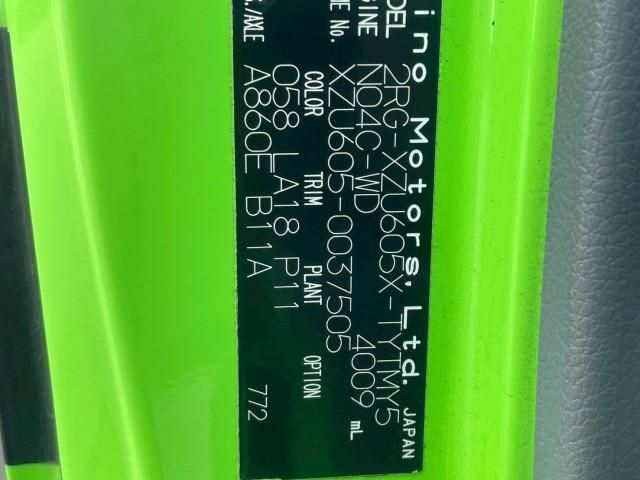 ino Motors, Ltd. JAPAN
DEL 2RG-XZU605X-TYTMY5
GINE N04C-WD 4009 mL
ME No. XZU605-0037505
COLOR TRIM PLANT OPTION
058 LA18 P11
S./AXLE A860E B11A 772